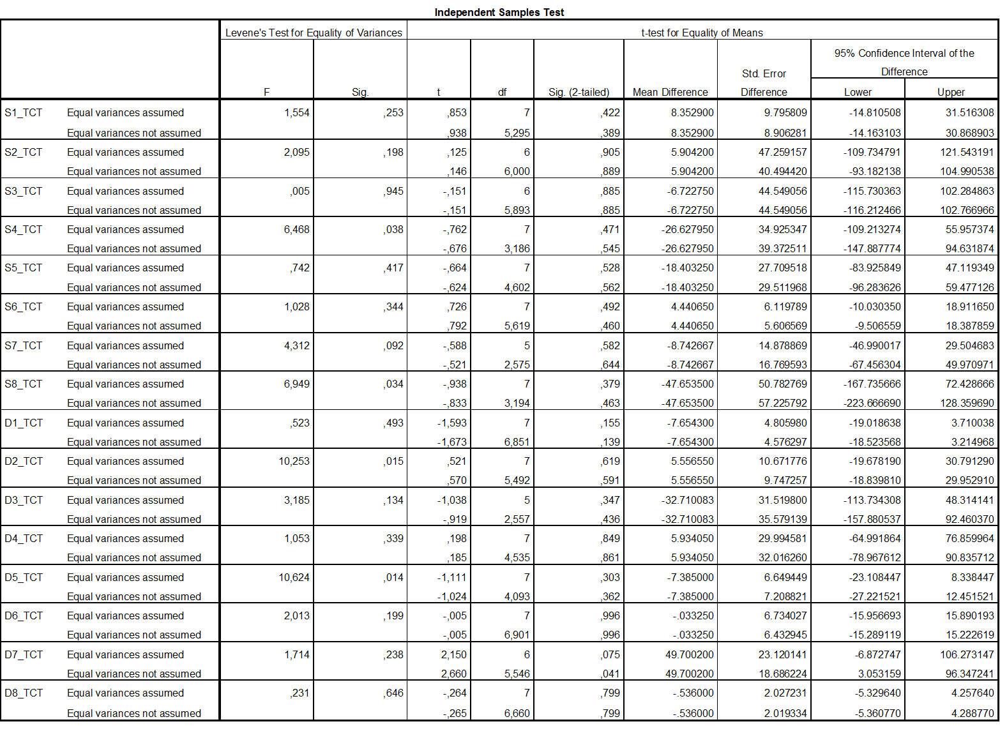 Independent Samples Test
Levene's Test for Equality of Variances t-test for Equality of Means
95% Confidence Interval of the
Difference
F Sig. t df Sig. (2-tailed) Mean Difference Std. Error
Difference Lower Upper
S1_TCT Equal variances assumed 1,554 ,253 ,853 7 ,422 8.352900 9.795809 -14.810508 31.516308
Equal variances not assumed ,938 5,295 ,389 8.352900 8.906281 -14.163103 30.868903
S2_TCT Equal variances assumed 2,095 ,198 ,125 6 ,905 5.904200 47.259157 -109.734791 121.543191
Equal variances not assumed ,146 6,000 ,889 5.904200 40.494420 -93.182138 104.990538
S3_TCT Equal variances assumed ,005 ,945 -,151 6 ,885 -6.722750 44.549056 -115.730363 102.284863
Equal variances not assumed -,151 5,893 ,885 -6.722750 44.549056 -116.212466 102.766966
S4_TCT Equal variances assumed 6,468 ,038 -,762 7 ,471 -26.627950 34.925347 -109.213274 55.957374
Equal variances not assumed -,676 3,186 ,545 -26.627950 39.372511 -147.887774 94.631874
S5_TCT Equal variances assumed ,742 ,417 -,664 7 ,528 -18.403250 27.709518 -83.925849 47.119349
Equal variances not assumed -,624 4,602 ,562 -18.403250 29.511968 -96.283626 59.477126
S6_TCT Equal variances assumed 1,028 ,344 ,726 7 ,492 4.440650 6.119789 -10.030350 18.911650
Equal variances not assumed ,792 5,619 ,460 4.440650 5.606569 -9.506559 18.387859
S7_TCT Equal variances assumed 4,312 ,092 -,588 5 ,582 -8.742667 14.878869 -46.990017 29.504683
Equal variances not assumed -,521 2,575 ,644 -8.742667 16.769593 -67.456304 49.970971
S8_TCT Equal variances assumed 6,949 ,034 -,938 7 ,379 -47.653500 50.782769 -167.735666 72.428666
Equal variances not assumed -,833 3,194 ,463 -47.653500 57.225792 -223.666690 128.359690
D1_TCT Equal variances assumed ,523 ,493 -1,593 7 ,155 -7.654300 4.805980 -19.018638 3.710038
Equal variances not assumed -1,673 6,851 ,139 -7.654300 4.576297 -18.523568 3.214968
D2_TCT Equal variances assumed 10,253 ,015 ,521 7 ,619 5.556550 10.671776 -19.678190 30.791290
Equal variances not assumed ,570 5,492 ,591 5.556550 9.747257 -18.839810 29.952910
D3_TCT Equal variances assumed 3,185 ,134 -1,038 5 ,347 -32.710083 31.519800 -113.734308 48.314141
Equal variances not assumed -,919 2,557 ,436 -32.710083 35.579139 -157.880537 92.460370
D4_TCT Equal variances assumed 1,053 ,339 ,198 7 ,849 5.934050 29.994581 -64.991864 76.859964
Equal variances not assumed ,185 4,535 ,861 5.934050 32.016260 -78.967612 90.835712
D5_TCT Equal variances assumed 10,624 ,014 -1,111 7 ,303 -7.385000 6.649449 -23.108447 8.338447
Equal variances not assumed -1,024 4,093 ,362 -7.385000 7.208821 -27.221521 12.451521
D6_TCT Equal variances assumed 2,013 ,199 -,005 7 ,996 -.033250 6.734027 -15.956693 15.890193
Equal variances not assumed -,005 6,901 ,996 -.033250 6.432945 -15.289119 15.222619
D7_TCT Equal variances assumed 1,714 ,238 2,150 6 ,075 49.700200 23.120141 -6.872747 106.273147
Equal variances not assumed 2,660 5,546 ,041 49.700200 18.686224 3.053159 96.347241
D8_TCT Equal variances assumed ,231 ,646 -,264 7 ,799 -.536000 2.027231 -5.329640 4.257640
Equal variances not assumed -,265 6,660 ,799 -.536000 2.019334 -5.360770 4.288770